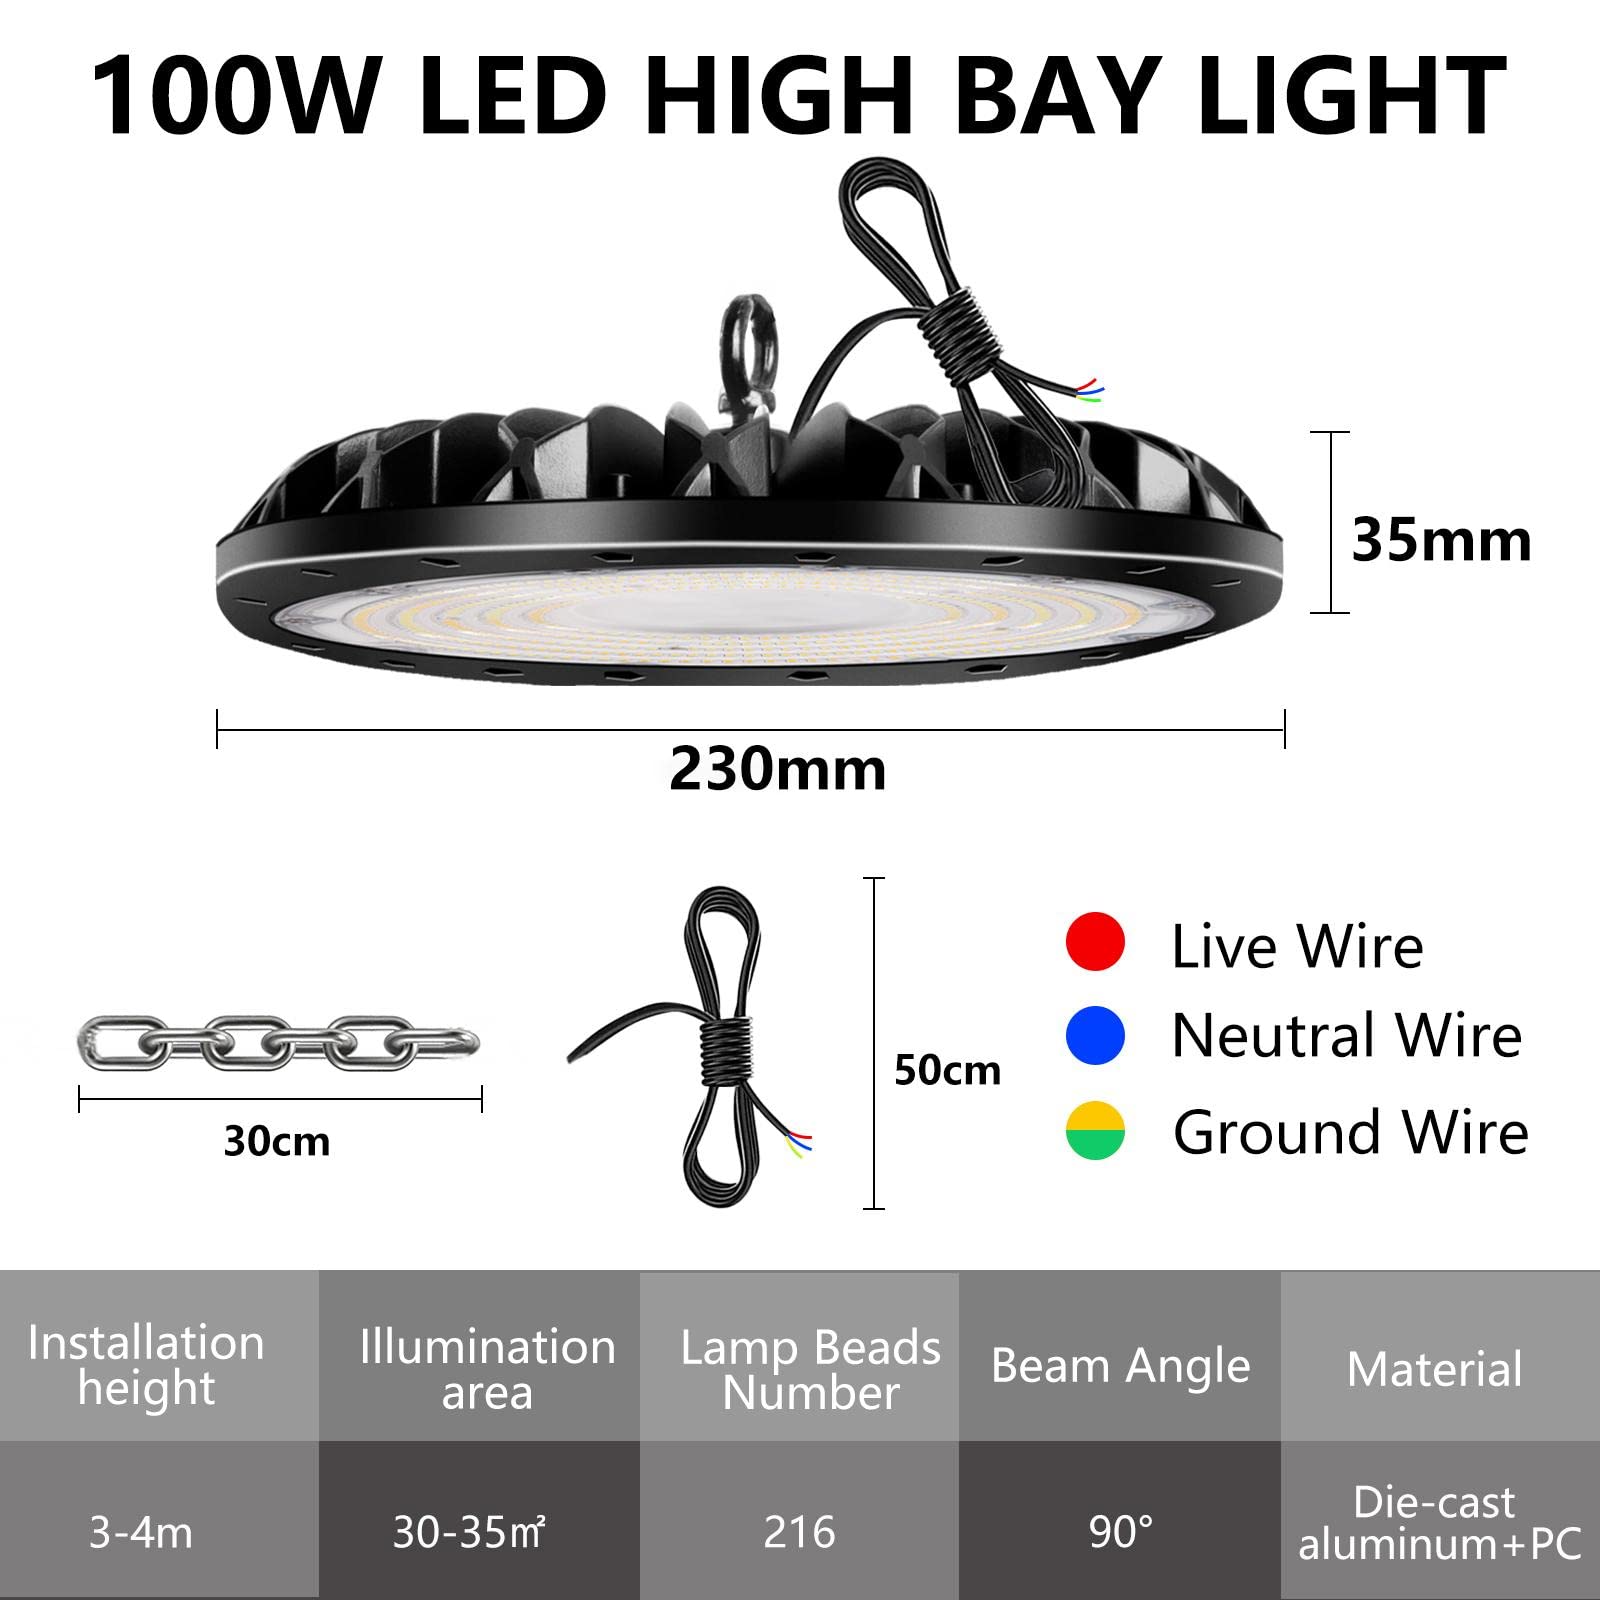 100W LED HIGH BAY LIGHT
35mm
230mm
30cm
50cm
Live Wire
Neutral Wire
Ground Wire
Installation
height
Illumination
area
Lamp Beads
Number
Beam Angle
Material
3-4m
30-35㎡
216
90°
Die-cast
aluminum+PC